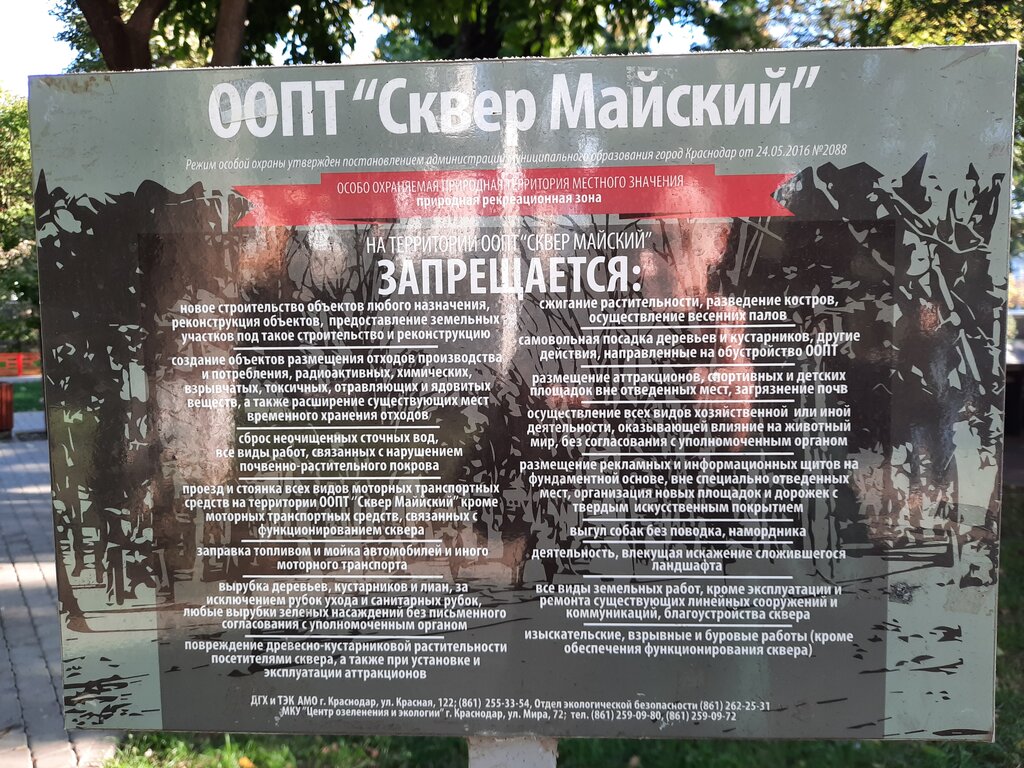 ООПТ “Сквер Майский”
Режим особой охраны утвержден постановлением администрации муниципального образования город Краснодар от 24.05.2016 №2088
ОСОБО ОХРАНЯЕМАЯ ПРИРОДНАЯ ТЕРРИТОРИЯ МЕСТНОГО ЗНАЧЕНИЯ
природная рекреационная зона
НА ТЕРРИТОРИИ ООПТ “СКВЕР МАЙСКИЙ”
ЗАПРЕЩАЕТСЯ:
новое строительство объектов любого назначения,
реконструкция объектов, предоставление земельных
участков под такое строительство и реконструкцию
создание объектов размещения отходов производства
и потребления, радиоактивных, химических,
взрывчатых, токсичных, отравляющих и ядовитых
веществ, а также расширение существующих мест
временного хранения отходов
сброс неочищенных сточных вод,
все виды работ, связанных с нарушением
почвенно-растительного покрова
проезд и стоянка всех видов моторных транспортных
средств на территории ООПТ "Сквер Майский" кроме
моторных транспортных средств, связанных с
функционированием сквера
заправка топливом и мойка автомобилей и иного
моторного транспорта
вырубка деревьев, кустарников и лиан, за
исключением рубок ухода и санитарных рубок,
любые вырубки зеленых насаждений без письменного
согласования с уполномоченным органом
повреждение древесно-кустарниковой растительности
посетителями сквера, а также при установке и
эксплуатации аттракционов
сжигание растительности, разведение костров,
осуществление весенних палов
самовольная посадка деревьев и кустарников, другие
действия, направленные на обустройство ООПТ
размещение аттракционов, спортивных и детских
площадок вне отведенных мест, загрязнение почв
осуществление всех видов хозяйственной или иной
деятельности, оказывающей влияние на животный
мир, без согласования с уполномоченным органом
размещение рекламных и информационных щитов на
фундаментной основе, вне специально отведенных
мест, организация новых площадок и дорожек с
твердым искусственным покрытием
выгул собак без поводка, намордника
деятельность, влекущая искажение сложившегося
ландшафта
все виды земельных работ, кроме эксплуатации и
ремонта существующих линейных сооружений и
коммуникаций, благоустройства сквера
изыскательские, взрывные и буровые работы (кроме
обеспечения функционирования сквера)
ДГХ и ТЭК АМО г. Краснодар, ул. Красная, 122; (861) 255-33-54, Отдел экологической безопасности (861) 262-25-31
МКУ "Центр озеленения и экологии" г. Краснодар, ул. Мира, 72; тел. (861) 259-09-80, (861) 259-09-72